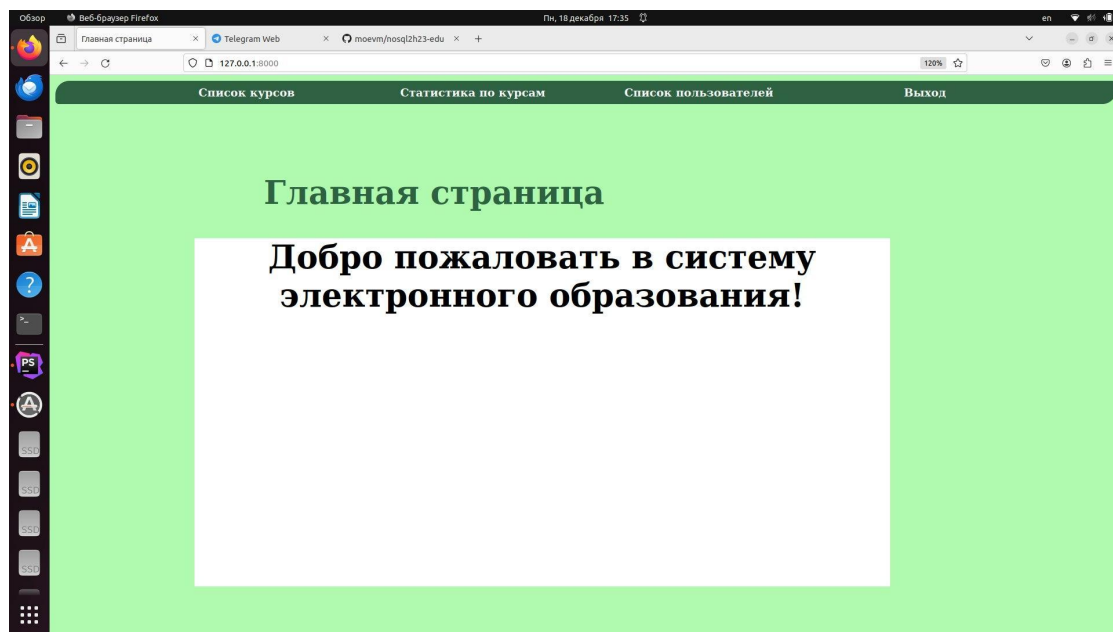 Обзор Веб-браузер Firefox Пн, 18 декабря 17:35 en
Главная страница × Telegram Web × moevm/nosql2h23-edu × +
127.0.0.1:8000 120%
Список курсов Статистика по курсам Список пользователей Выход
Главная страница
Добро пожаловать в систему
электронного образования!
PS
SSD
SSD
SSD
SSD